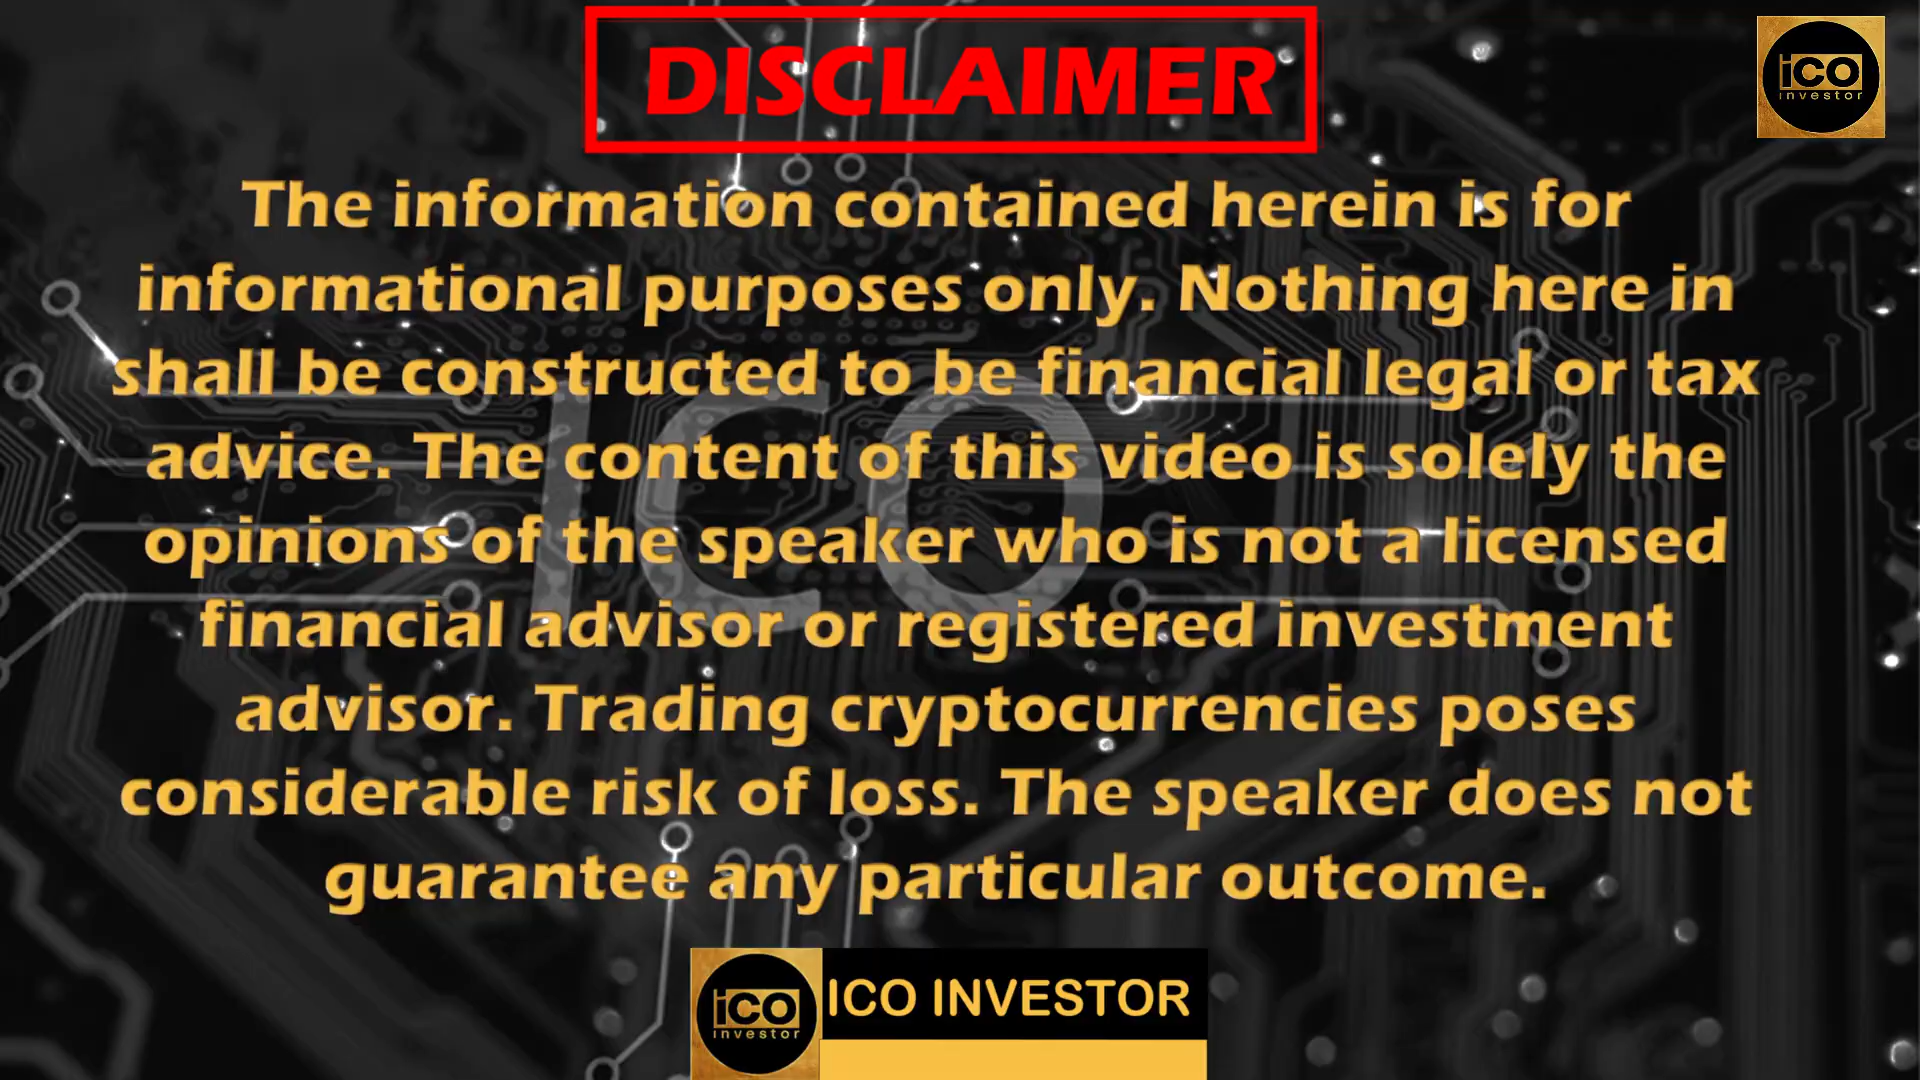 DISCLAIMER
ico
investor
The information contained herein is for
informational purposes only. Nothing here in
shall be constructed to be financial legal or tax
advice. The content of this video is solely the
opinions of the speaker who is not a licensed
financial advisor or registered investment
advisor. Trading cryptocurrencies poses
considerable risk of loss. The speaker does not
guarantee any particular outcome.
ICO
ico
investor
ICO INVESTOR